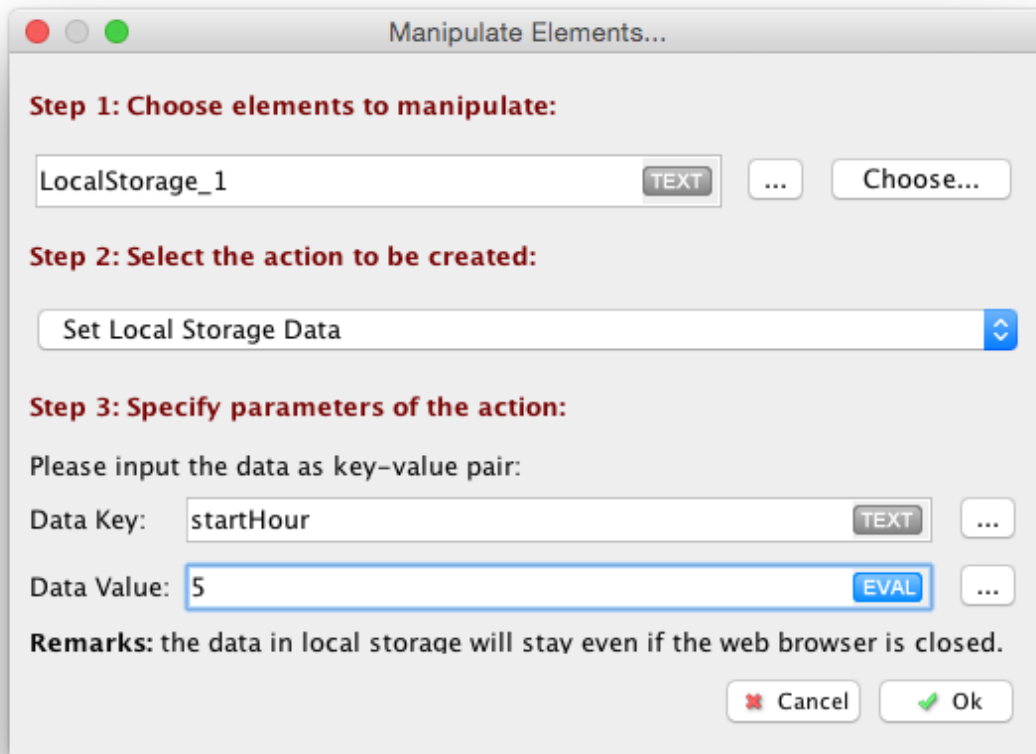 Manipulate Elements...
Step 1: Choose elements to manipulate:
LocalStorage_1 TEXT ... Choose...
Step 2: Select the action to be created:
Set Local Storage Data
Step 3: Specify parameters of the action:
Please input the data as key-value pair:
Data Key: startHour TEXT ...
Data Value: 5 EVAL ...
Remarks: the data in local storage will stay even if the web browser is closed.
Cancel Ok